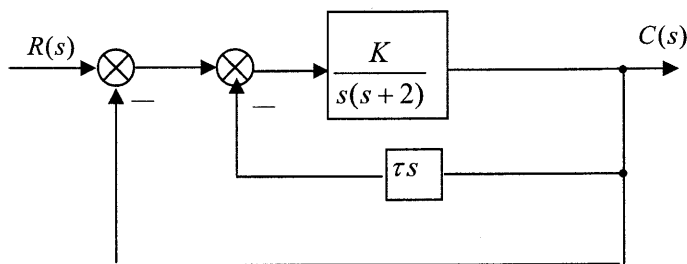 R(s)
C(s)
K
s(s + 2)
—
—
τs